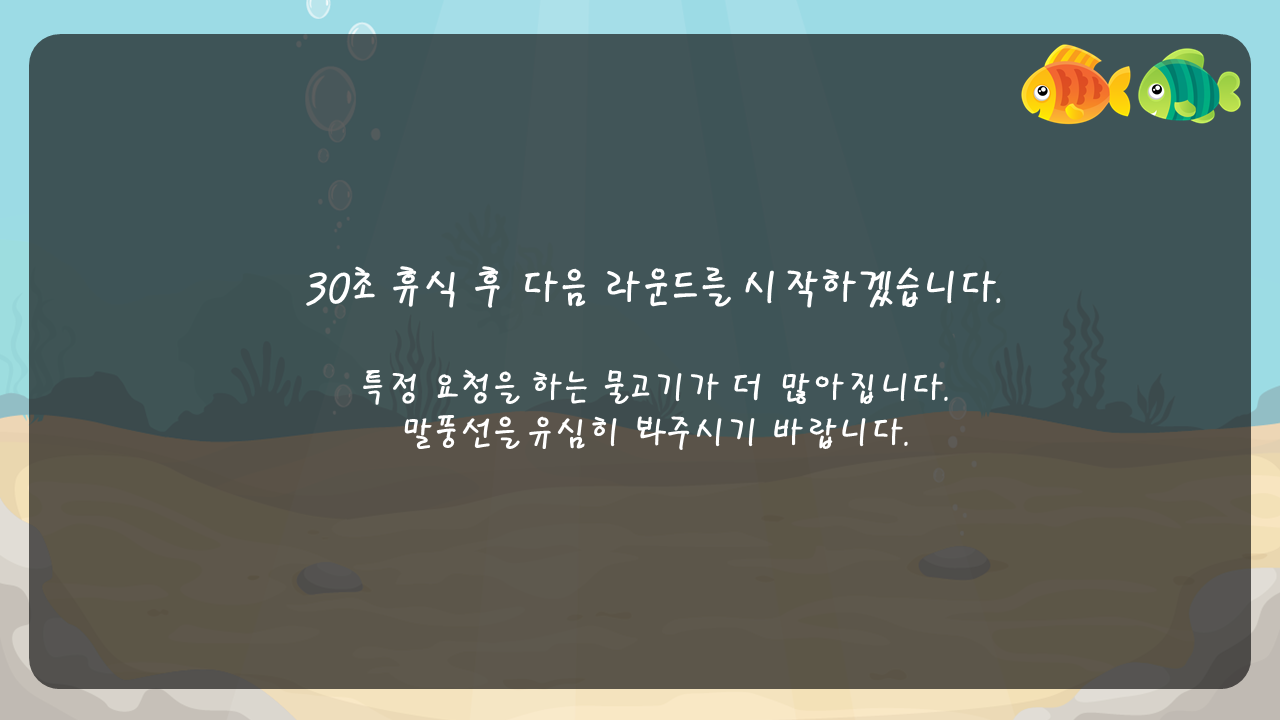 30초 휴식 후 다음 라운드를 시작하겠습니다.
특정 요청을 하는 물고기가 더 많아집니다.
말풍선을 유심히 봐주시기 바랍니다.